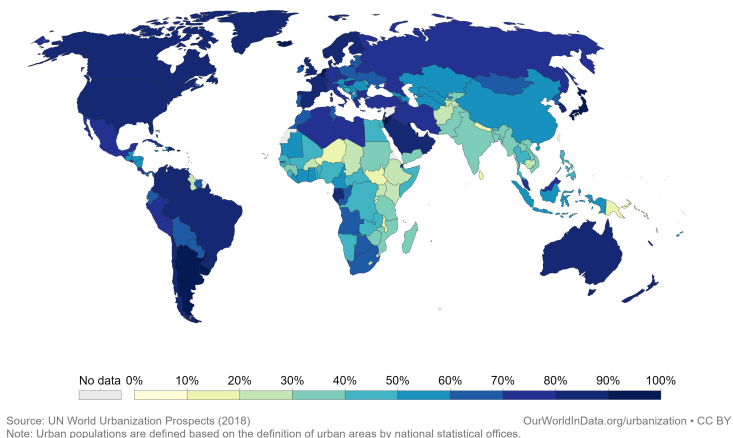 No data 0% 10% 20% 30% 40% 50% 60% 70% 80% 90% 100%
Source: UN World Urbanization Prospects (2018) OurWorldInData.org/urbanization • CC BY
Note: Urban populations are defined based on the definition of urban areas by national statistical offices.